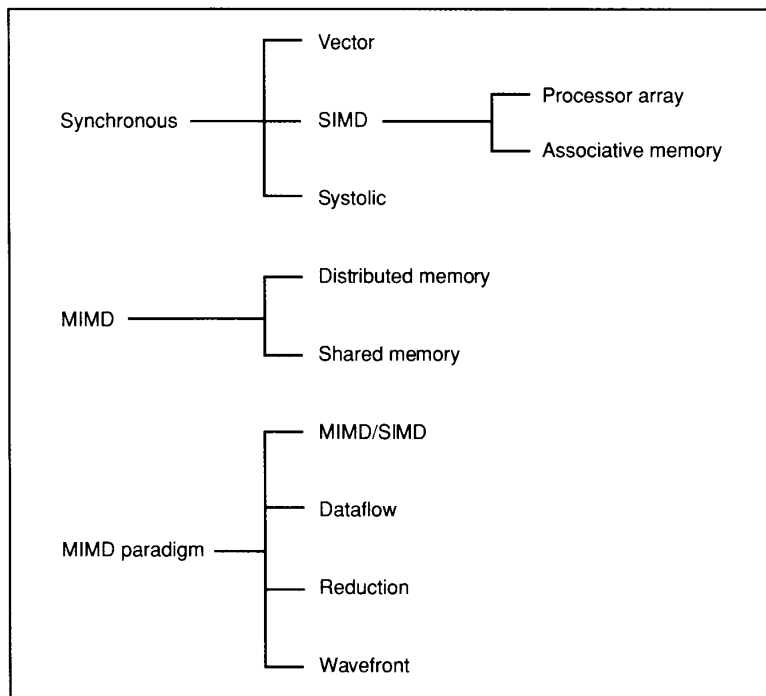 Vector
Processor array
Synchronous
SIMD
Associative memory
Systolic
Distributed memory
MIMD
Shared memory
MIMD/SIMD
Dataflow
MIMD paradigm
Reduction
Wavefront